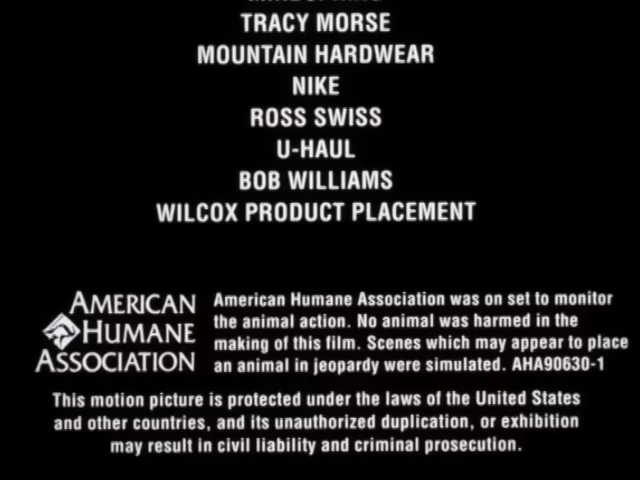 TRACY MORSE
MOUNTAIN HARDWEAR
NIKE
ROSS SWISS
U-HAUL
BOB WILLIAMS
WILCOX PRODUCT PLACEMENT
AMERICAN
HUMANE
ASSOCIATION
American Humane Association was on set to monitor
the animal action. No animal was harmed in the
making of this film. Scenes which may appear to place
an animal in jeopardy were simulated. AHA90630-1
This motion picture is protected under the laws of the United States
and other countries, and its unauthorized duplication, or exhibition
may result in civil liability and criminal prosecution.